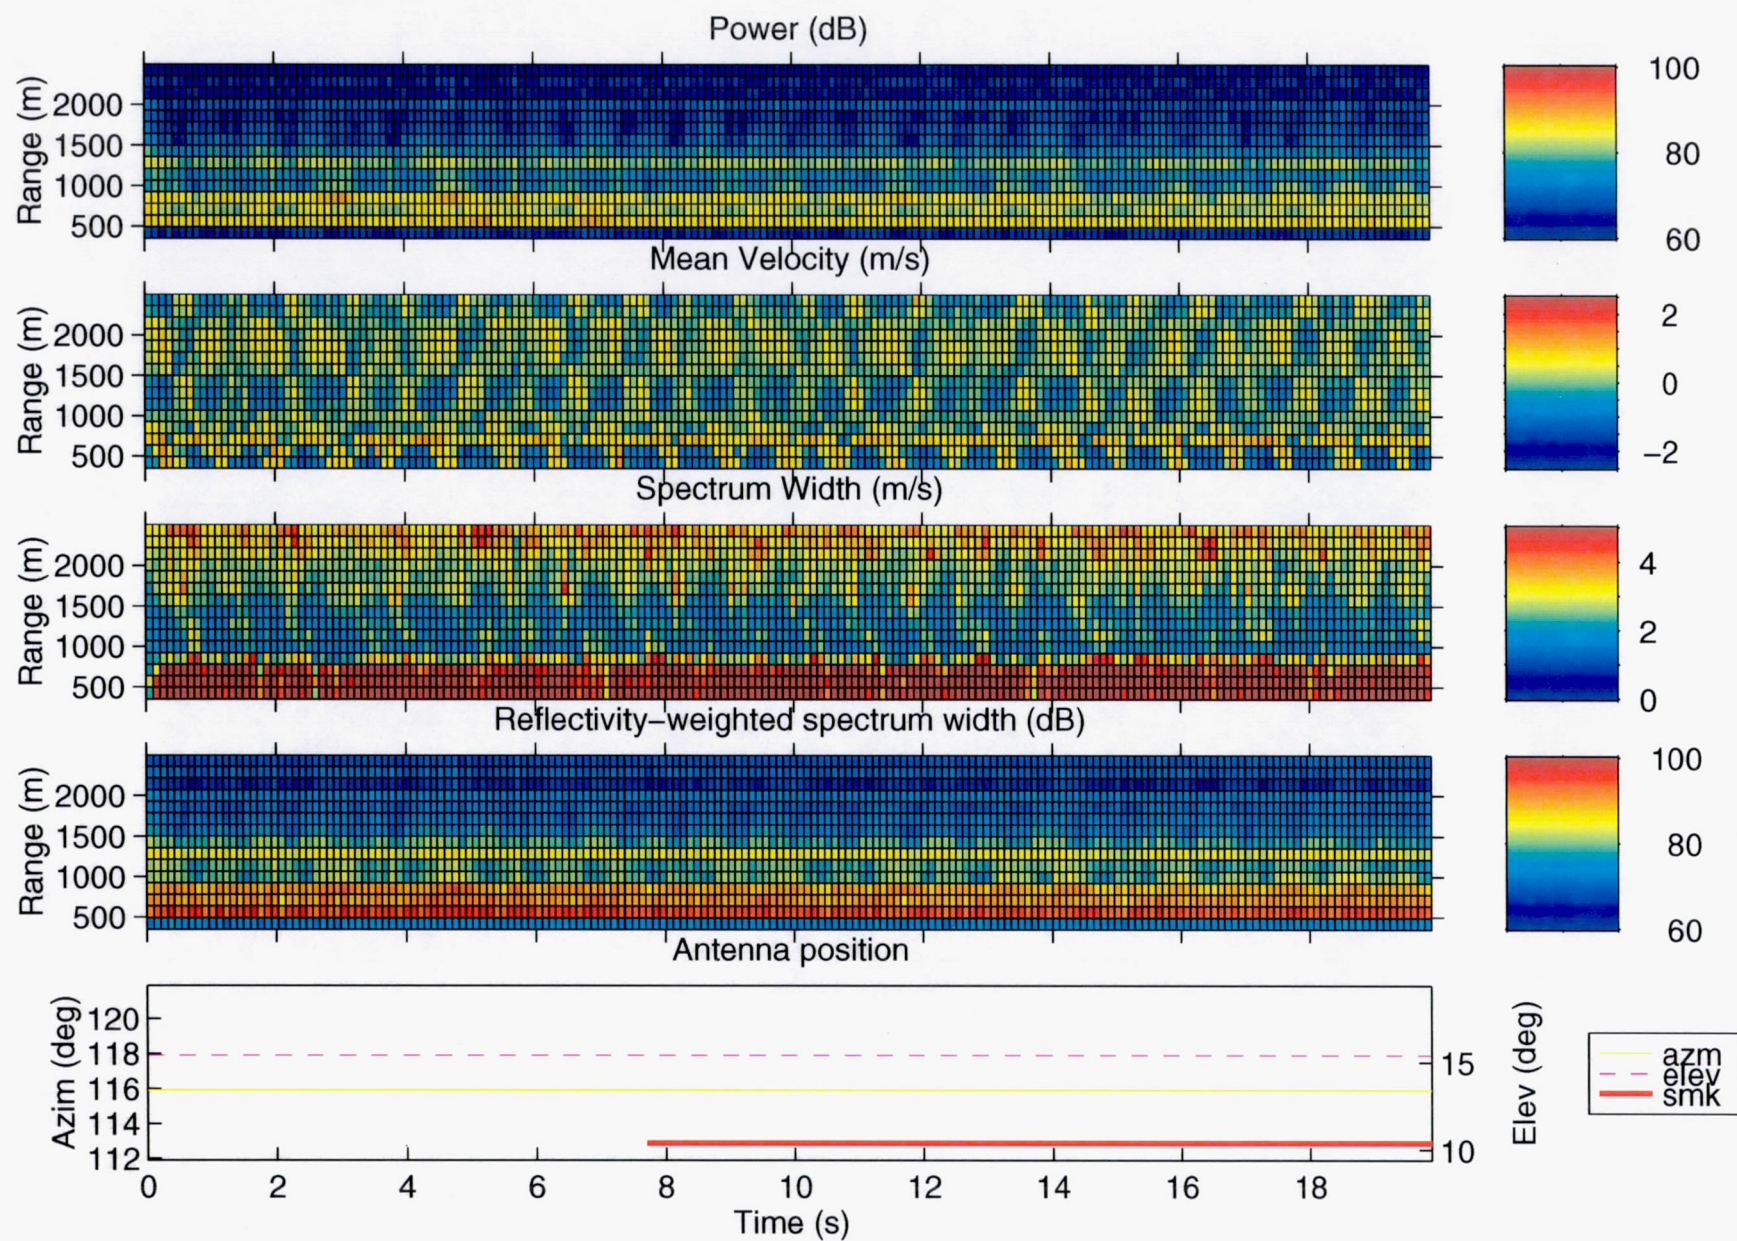 Power (dB)
Range (m)
2000
1500
1000
500
100
80
60
Mean Velocity (m/s)
Range (m)
2000
1500
1000
500
2
0
−2
Spectrum Width (m/s)
Range (m)
2000
1500
1000
500
4
2
0
Reflectivity−weighted spectrum width (dB)
Range (m)
2000
1500
1000
500
100
80
60
Antenna position
Azim (deg)
120
118
116
114
112
15
10
Elev (deg)
azm
elev
smk
0 2 4 6 8 10 12 14 16 18
Time (s)